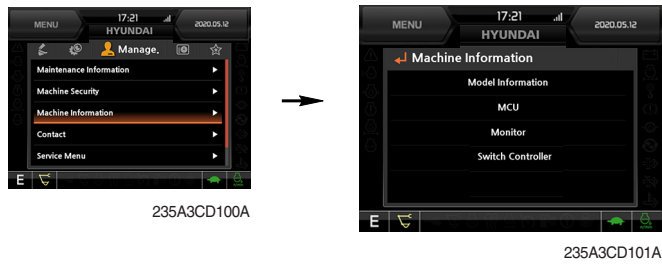 MENU
17:21
HYUNDAI
2020.05.12
Manage.
Maintenance Information
Machine Security
Machine Information
Contact
Service Menu
E
235A3CD100A
MENU
17:21
HYUNDAI
2020.05.12
Machine Information
Model Information
MCU
Monitor
Switch Controller
E
235A3CD101A